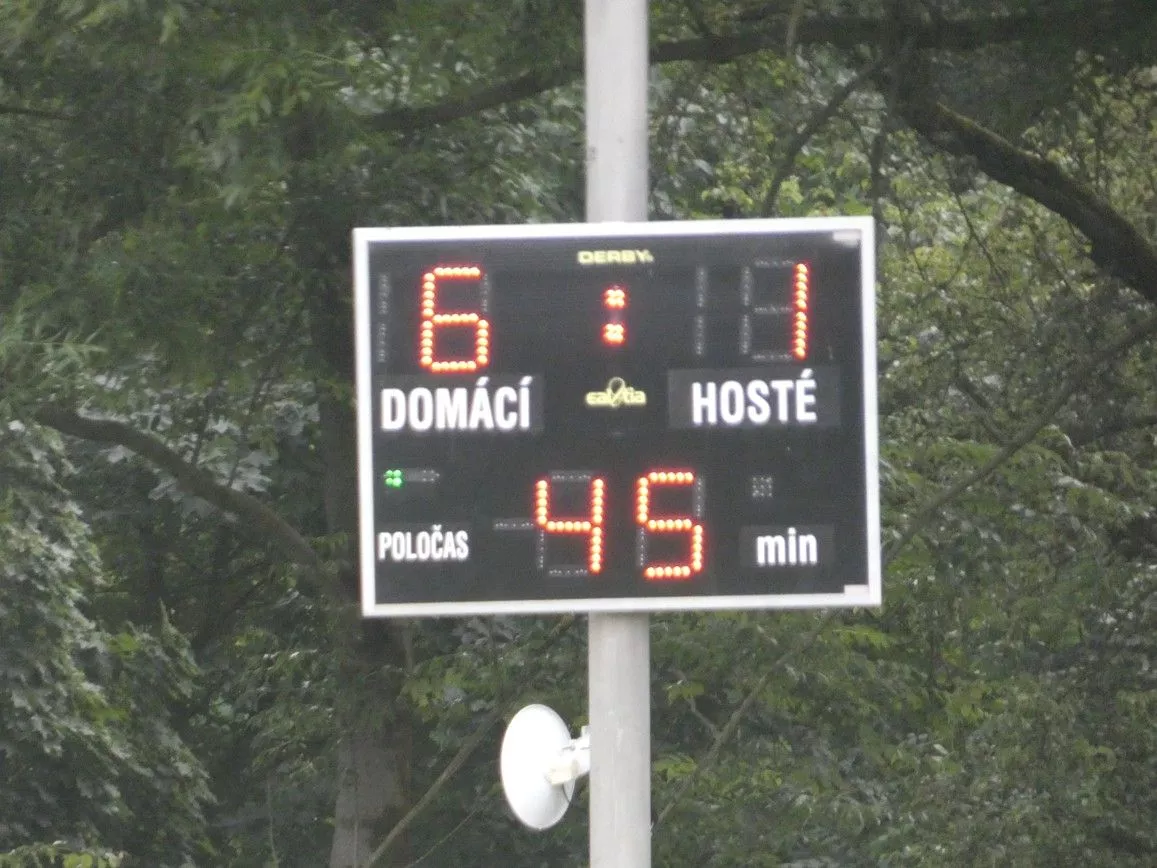 DERBY
6 : 1
DOMÁCÍ
HOSTÉ
45
POLOČAS
min